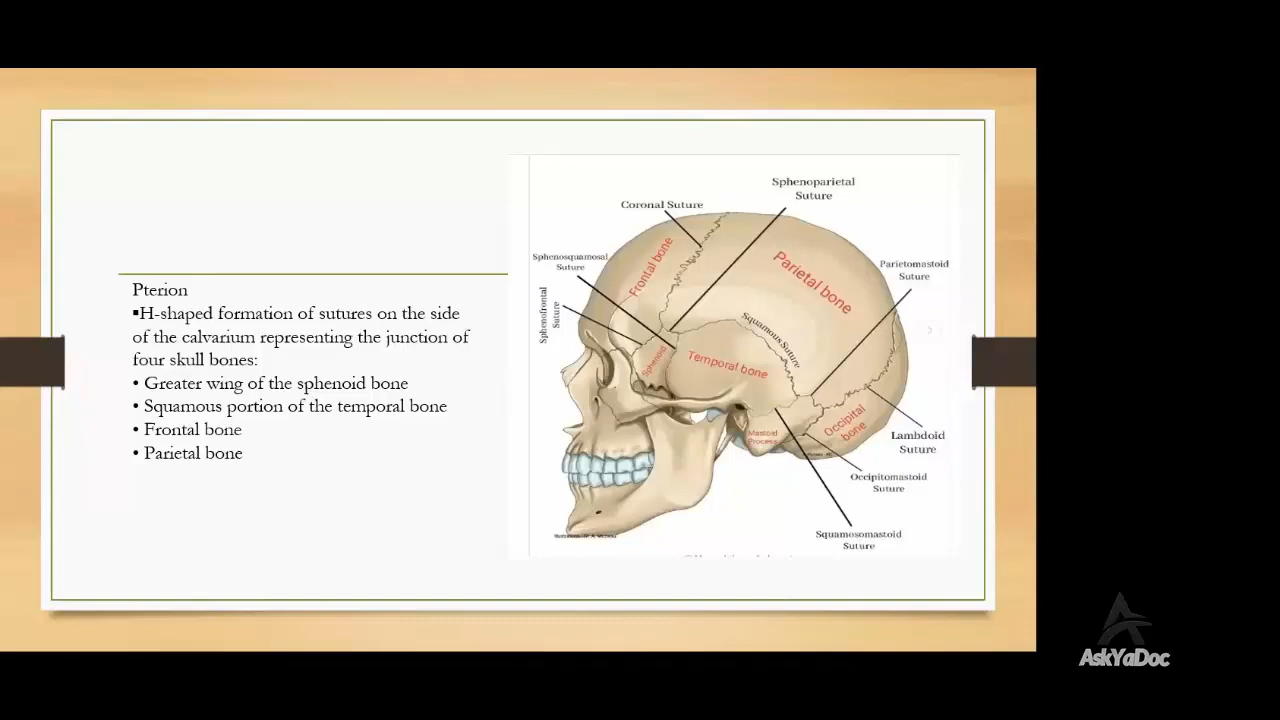 Pterion
▪H-shaped formation of sutures on the side
of the calvarium representing the junction of
four skull bones:
• Greater wing of the sphenoid bone
• Squamous portion of the temporal bone
• Frontal bone
• Parietal bone
Sphenoparietal
Suture
Coronal Suture
Sphenosquamosal
Suture
Sphenofrontal
Suture
Frontal bone
Parietal bone
Parietomastoid
Suture
Squamous Suture
Sphenoid
Temporal bone
Mastoid
Process
Occipital
bone
Lambdoid
Suture
Occipitomastoid
Suture
Squamosomastoid
Suture
AskYaDoc